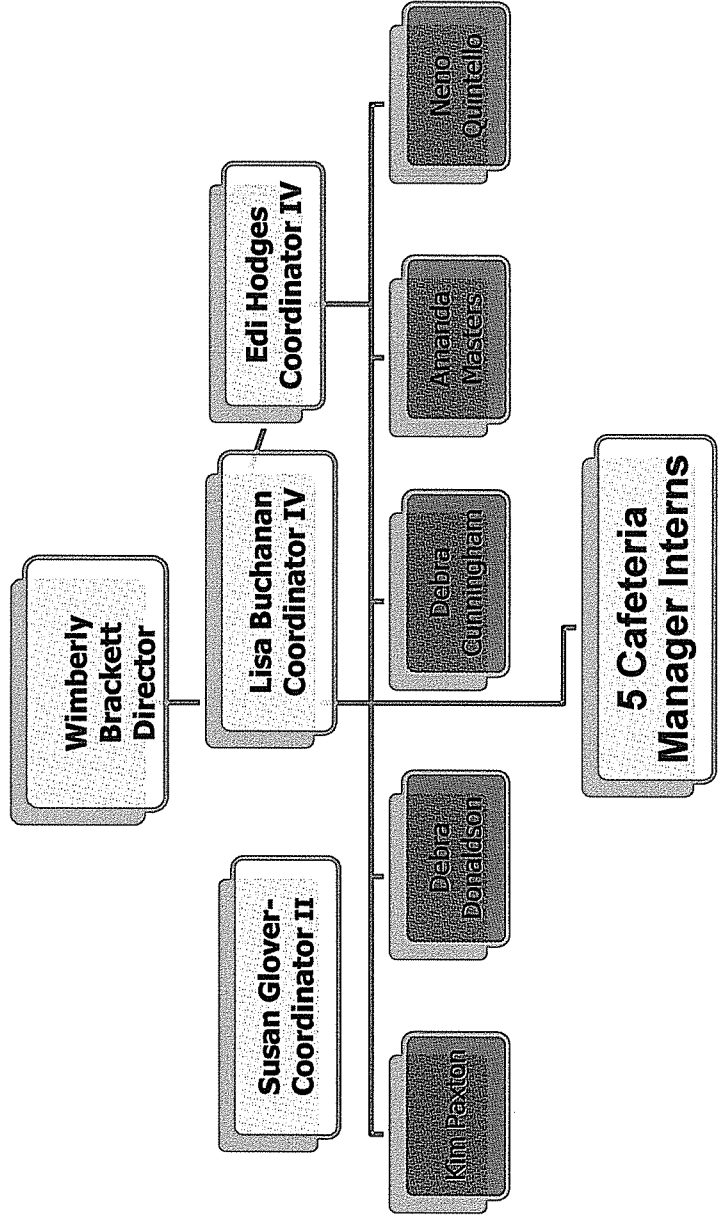 Wimberly
Brackett
Director
Susan Glover-
Coordinator II
Lisa Buchanan
Coordinator IV
Edi Hodges
Coordinator IV
Kim Paxton
Debra
Donaldson
Debra
Cunningham
Amanda
Masters
Neno
Quintello
5 Cafeteria
Manager Interns